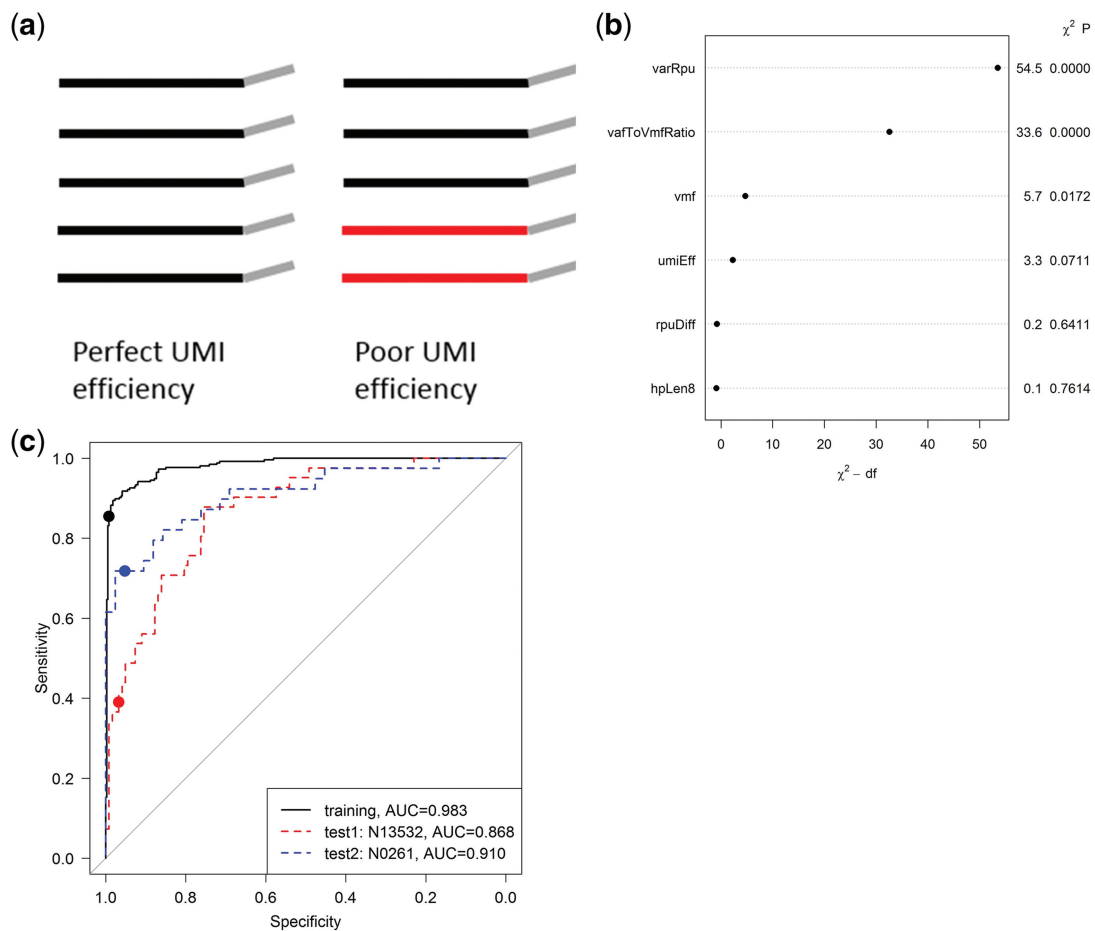 (a)
Perfect UMI
efficiency
Poor UMI
efficiency
(b)
χ² P
varRpu 54.5 0.0000
vafToVmfRatio 33.6 0.0000
vmf 5.7 0.0172
umiEff 3.3 0.0711
rpuDiff 0.2 0.6411
hpLen8 0.1 0.7614
0 10 20 30 40 50
χ² − df
(c)
Sensitivity
1.0
0.8
0.6
0.4
0.2
0.0
training, AUC=0.983
test1: N13532, AUC=0.868
test2: N0261, AUC=0.910
1.0 0.8 0.6 0.4 0.2 0.0
Specificity